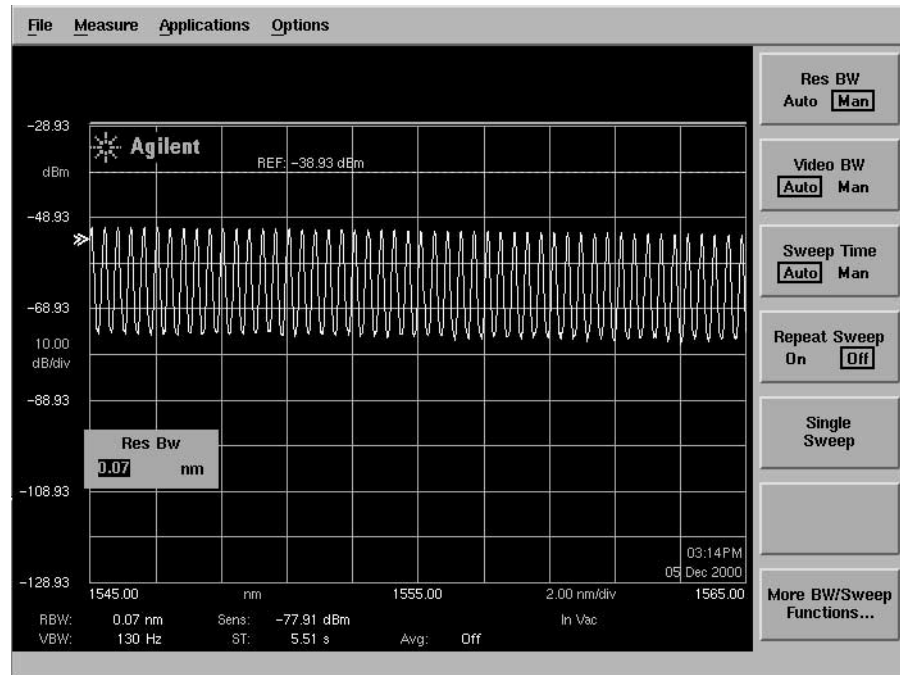 File Measure Applications Options
Res BW
Auto Man
Video BW
Auto Man
Sweep Time
Auto Man
Repeat Sweep
On Off
Single
Sweep
More BW/Sweep
Functions...
-28.93
Agilent
REF: -38.93 dBm
dBm
-48.93
-68.93
10.00
dB/div
-88.93
Res Bw
0.07 nm
-108.93
03:14PM
05 Dec 2000
-128.93
1545.00 nm 1555.00 2.00 nm/div 1565.00
RBW: 0.07 nm Sens: -77.91 dBm In Vac
VBW: 130 Hz ST: 5.51 s Avg: Off